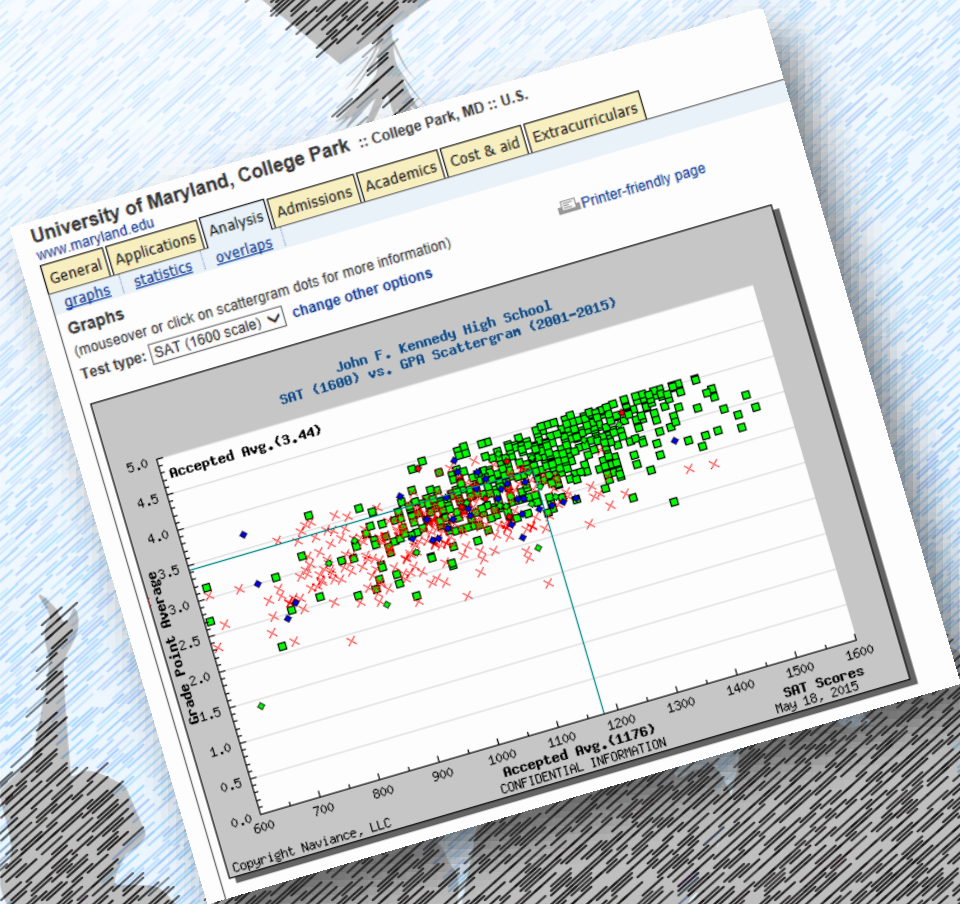 University of Maryland, College Park :: College Park, MD :: U.S.
www.maryland.edu
General Applications Analysis Admissions Academics Cost & aid Extracurriculars
graphs statistics overlaps
Printer-friendly page
Graphs
(mouseover or click on scattergram dots for more information)
Test type: SAT (1600 scale) change other options
John F. Kennedy High School
SAT (1600) vs. GPA Scattergram (2001-2015)
Accepted Avg.(3.44)
5.0
4.5
4.0
3.5
3.0
2.5
2.0
1.5
1.0
0.5
0.0
Grade Point Average
600 700 800 900 1000 1100 1200 1300 1400 1500 1600
Accepted Avg.(1176)
SAT Scores
CONFIDENTIAL INFORMATION
May 18, 2015
Copyright Naviance, LLC